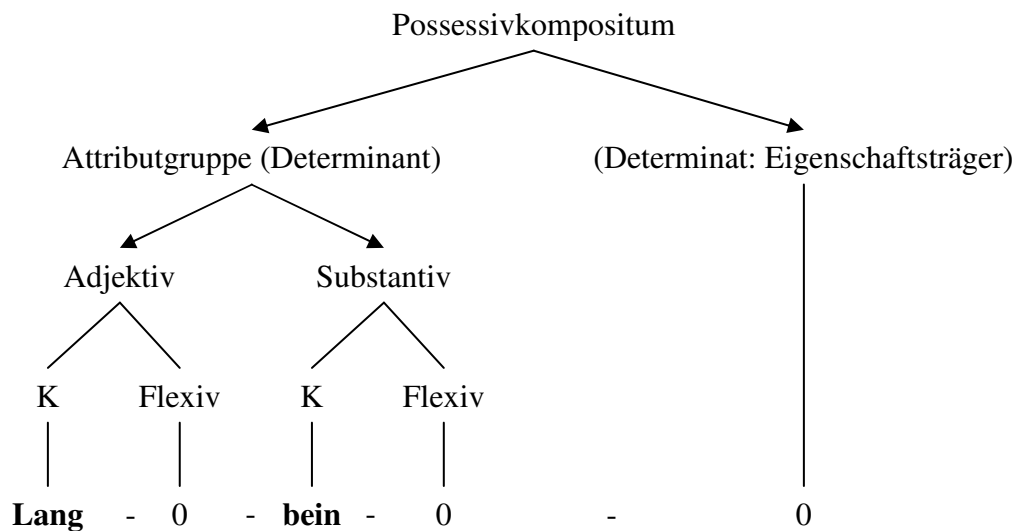 Possessivkompositum
Attributgruppe (Determinant) (Determinat: Eigenschaftsträger)
Adjektiv Substantiv
K Flexiv K Flexiv
Lang - 0 - bein - 0 - 0